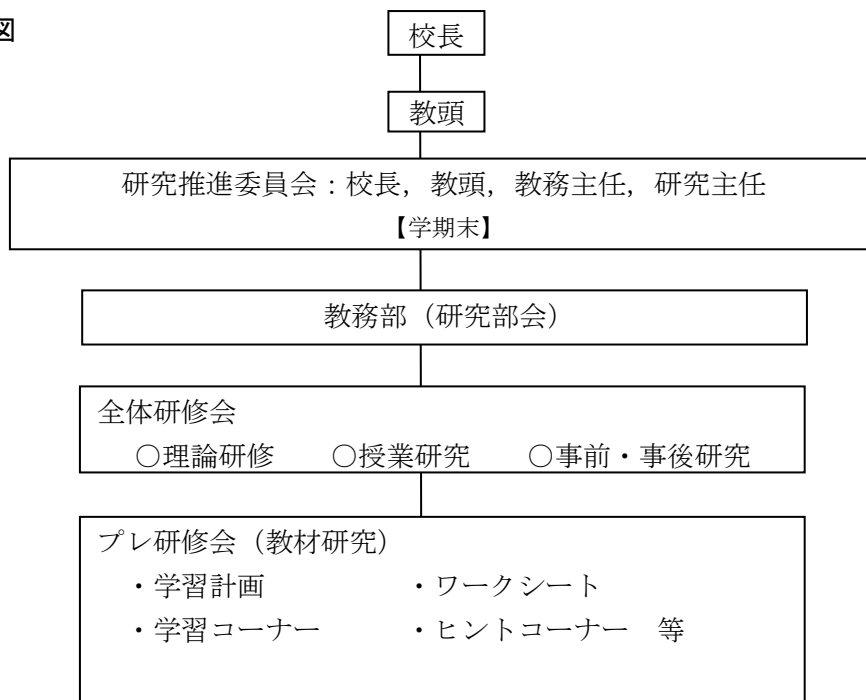 図
校長
教頭
研究推進委員会：校長，教頭，教務主任，研究主任
【学期末】
教務部（研究部会）
全体研修会
○理論研修　○授業研究　○事前・事後研究
プレ研修会（教材研究）
・学習計画　・ワークシート
・学習コーナー　・ヒントコーナー　等